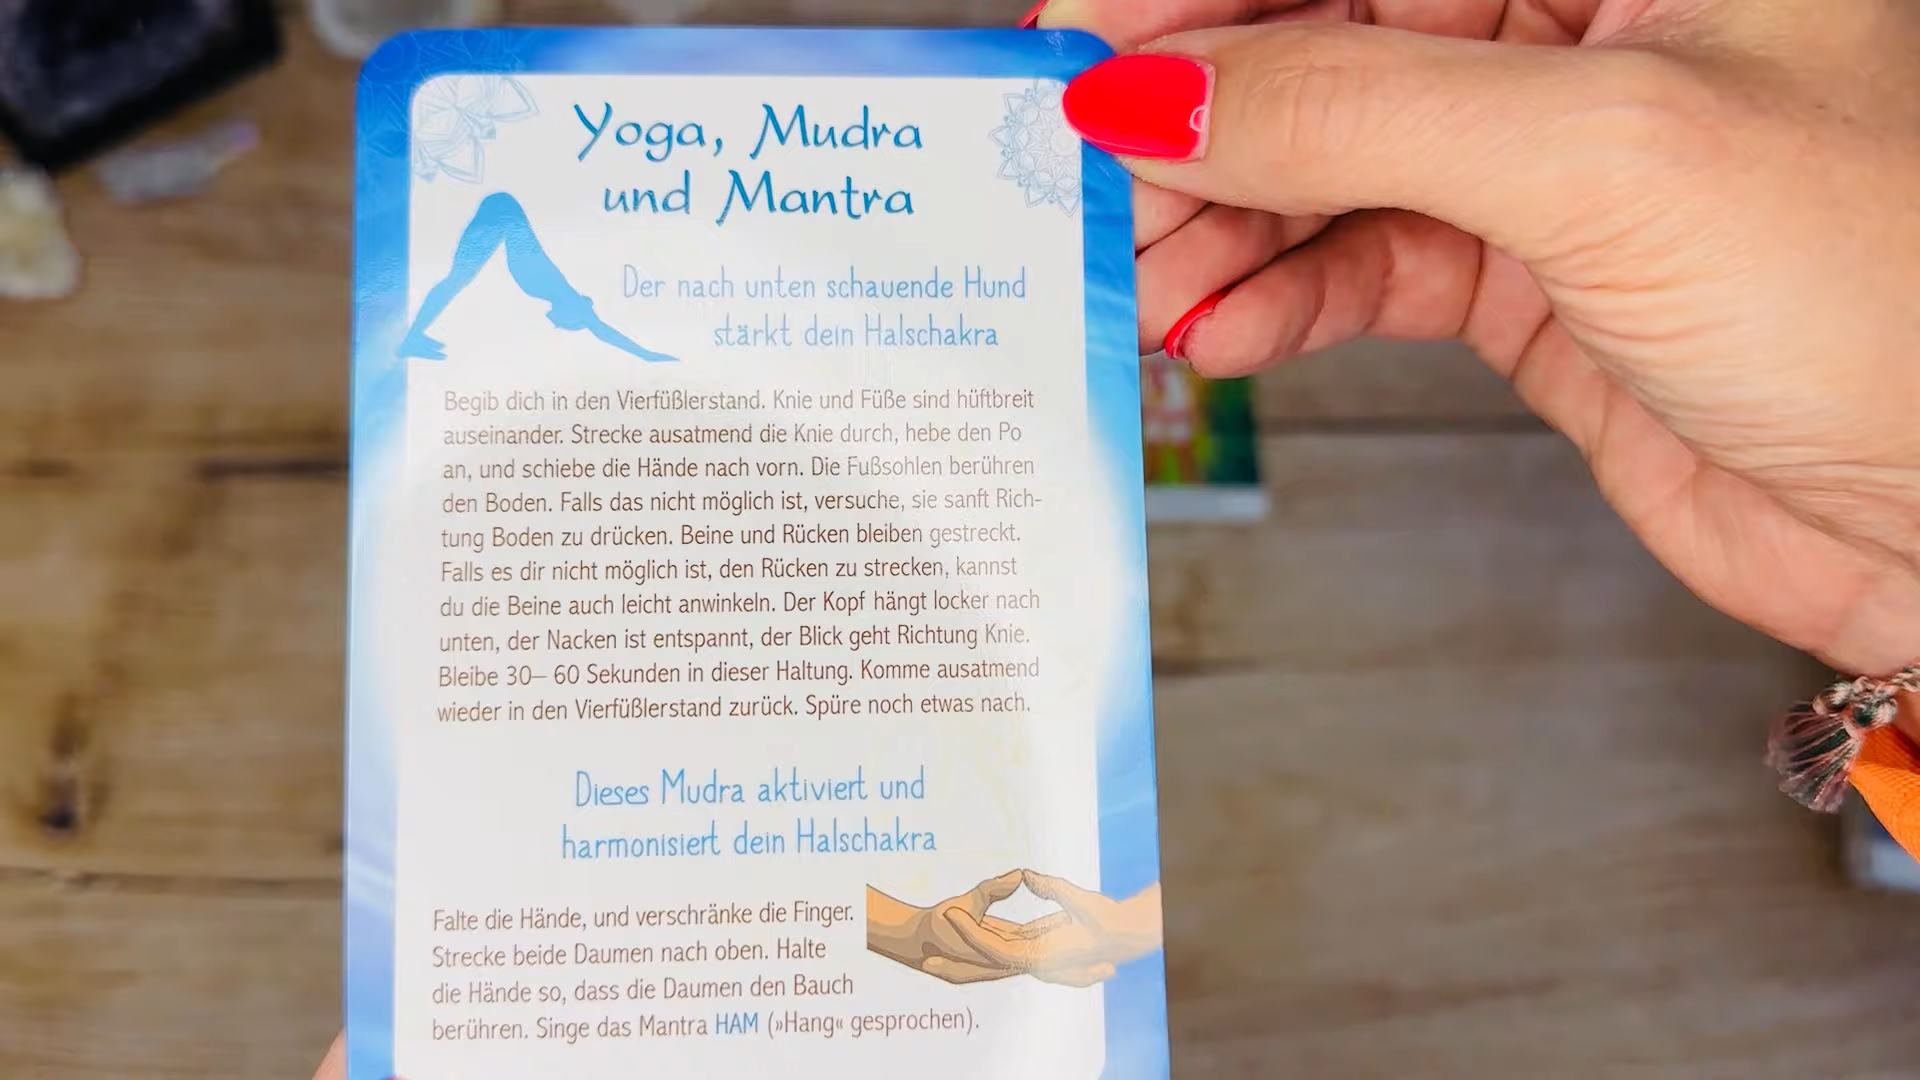 Yoga, Mudra
und Mantra
Der nach unten schauende Hund
stärkt dein Halschakra
Begib dich in den Vierfüßlerstand. Knie und Füße sind hüftbreit
auseinander. Strecke ausatmend die Knie durch, hebe den Po
an, und schiebe die Hände nach vorn. Die Fußsohlen berühren
den Boden. Falls das nicht möglich ist, versuche, sie sanft Rich-
tung Boden zu drücken. Beine und Rücken bleiben gestreckt.
Falls es dir nicht möglich ist, den Rücken zu strecken, kannst
du die Beine auch leicht anwinkeln. Der Kopf hängt locker nach
unten, der Nacken ist entspannt, der Blick geht Richtung Knie.
Bleibe 30– 60 Sekunden in dieser Haltung. Komme ausatmend
wieder in den Vierfüßlerstand zurück. Spüre noch etwas nach.
Dieses Mudra aktiviert und
harmonisiert dein Halschakra
Falte die Hände, und verschränke die Finger.
Strecke beide Daumen nach oben. Halte
die Hände so, dass die Daumen den Bauch
berühren. Singe das Mantra HAM (»Hang« gesprochen).